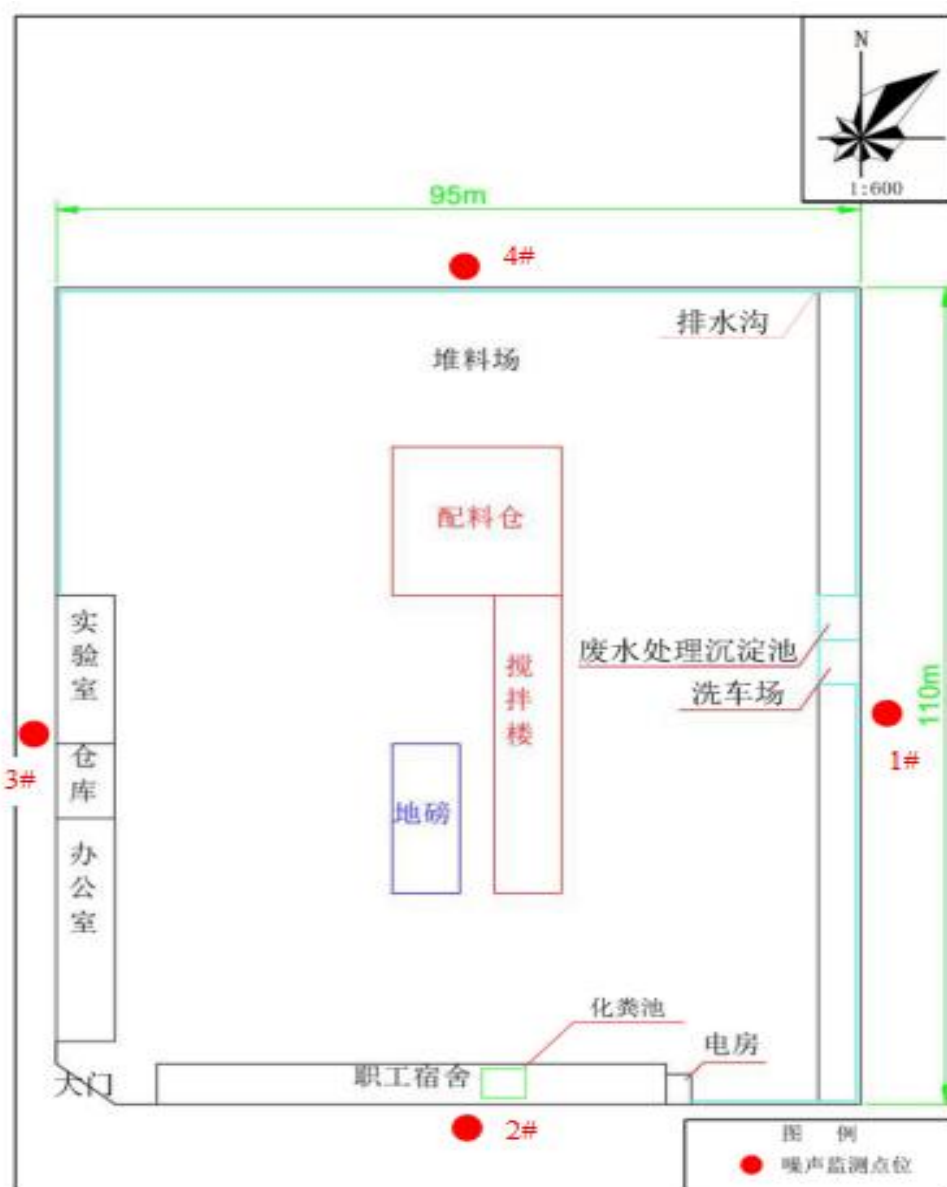 N
1:600
95m
4#
排水沟
堆料场
配料仓
实验室
搅拌楼
废水处理沉淀池
洗车场
110m
1#
3#
仓库
地磅
办公室
化粪池
电房
大门
职工宿舍
2#
图 例
噪声监测点位